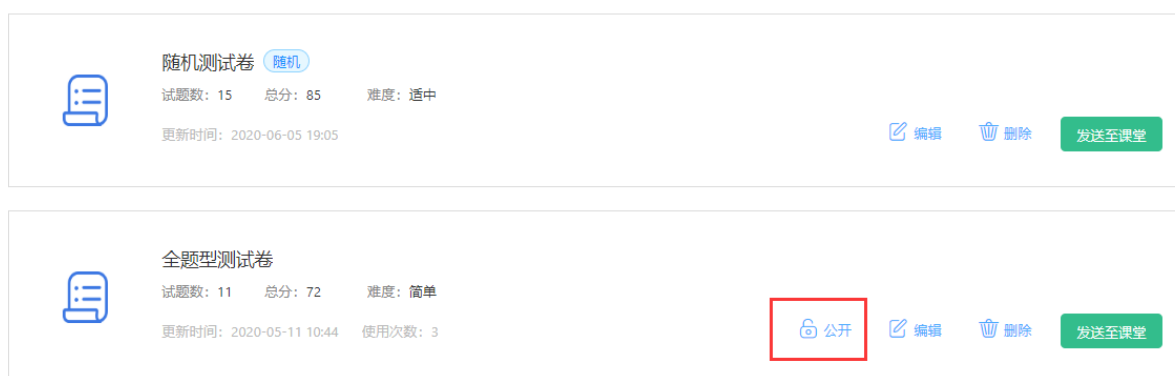 随机测试卷 随机
试题数：15 总分：85 难度：适中
更新时间：2020-06-05 19:05 编辑 删除 发送至课堂
全题型测试卷
试题数：11 总分：72 难度：简单
更新时间：2020-05-11 10:44 使用次数：3 公开 编辑 删除 发送至课堂